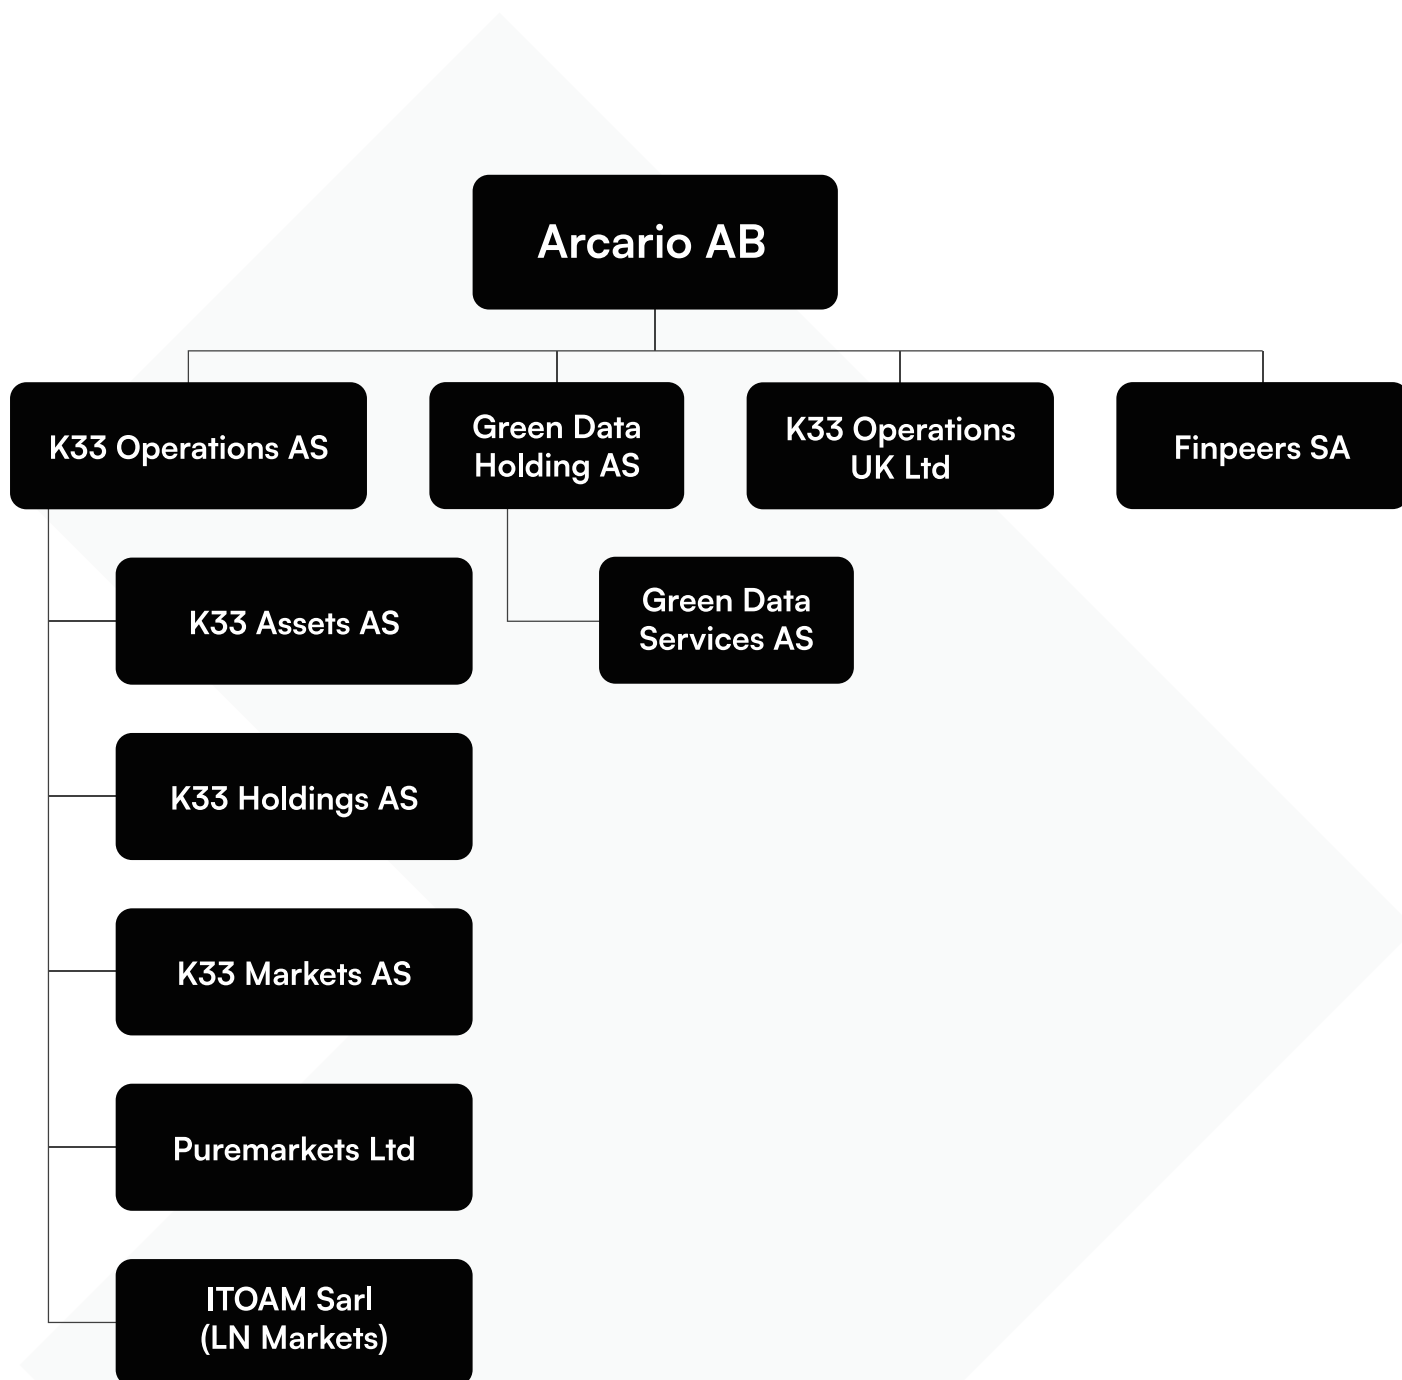 Arcario AB
K33 Operations AS
Green Data
Holding AS
K33 Operations
UK Ltd
Finpeers SA
K33 Assets AS
Green Data
Services AS
K33 Holdings AS
K33 Markets AS
Puremarkets Ltd
ITOAM Sarl
(LN Markets)